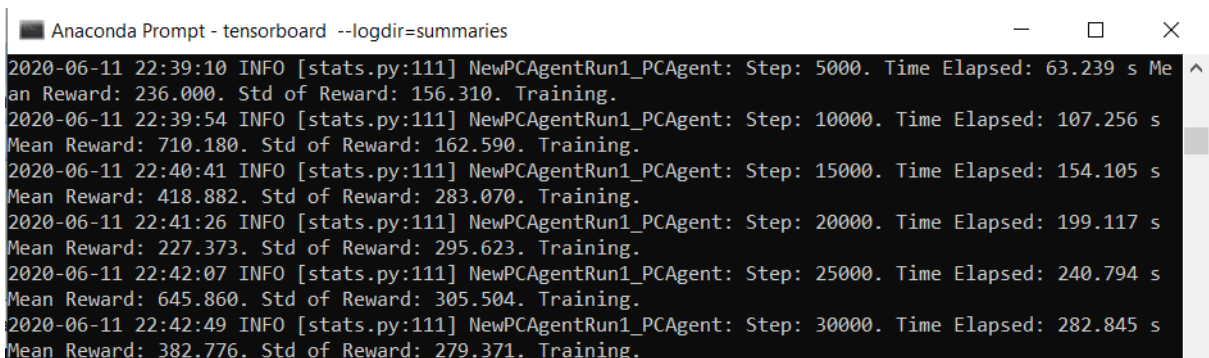 Anaconda Prompt - tensorboard  --logdir=summaries
2020-06-11 22:39:10 INFO [stats.py:111] NewPCAgentRun1_PCAgent: Step: 5000. Time Elapsed: 63.239 s Me
an Reward: 236.000. Std of Reward: 156.310. Training.
2020-06-11 22:39:54 INFO [stats.py:111] NewPCAgentRun1_PCAgent: Step: 10000. Time Elapsed: 107.256 s
Mean Reward: 710.180. Std of Reward: 162.590. Training.
2020-06-11 22:40:41 INFO [stats.py:111] NewPCAgentRun1_PCAgent: Step: 15000. Time Elapsed: 154.105 s
Mean Reward: 418.882. Std of Reward: 283.070. Training.
2020-06-11 22:41:26 INFO [stats.py:111] NewPCAgentRun1_PCAgent: Step: 20000. Time Elapsed: 199.117 s
Mean Reward: 227.373. Std of Reward: 295.623. Training.
2020-06-11 22:42:07 INFO [stats.py:111] NewPCAgentRun1_PCAgent: Step: 25000. Time Elapsed: 240.794 s
Mean Reward: 645.860. Std of Reward: 305.504. Training.
2020-06-11 22:42:49 INFO [stats.py:111] NewPCAgentRun1_PCAgent: Step: 30000. Time Elapsed: 282.845 s
Mean Reward: 382.776. Std of Reward: 279.371. Training.